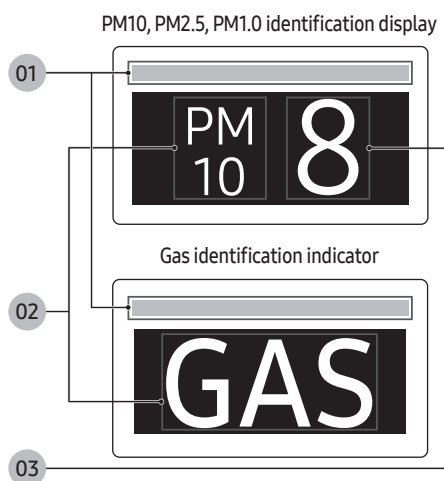 PM10, PM2.5, PM1.0 identification display
01
PM
10
8
Gas identification indicator
02
GAS
03